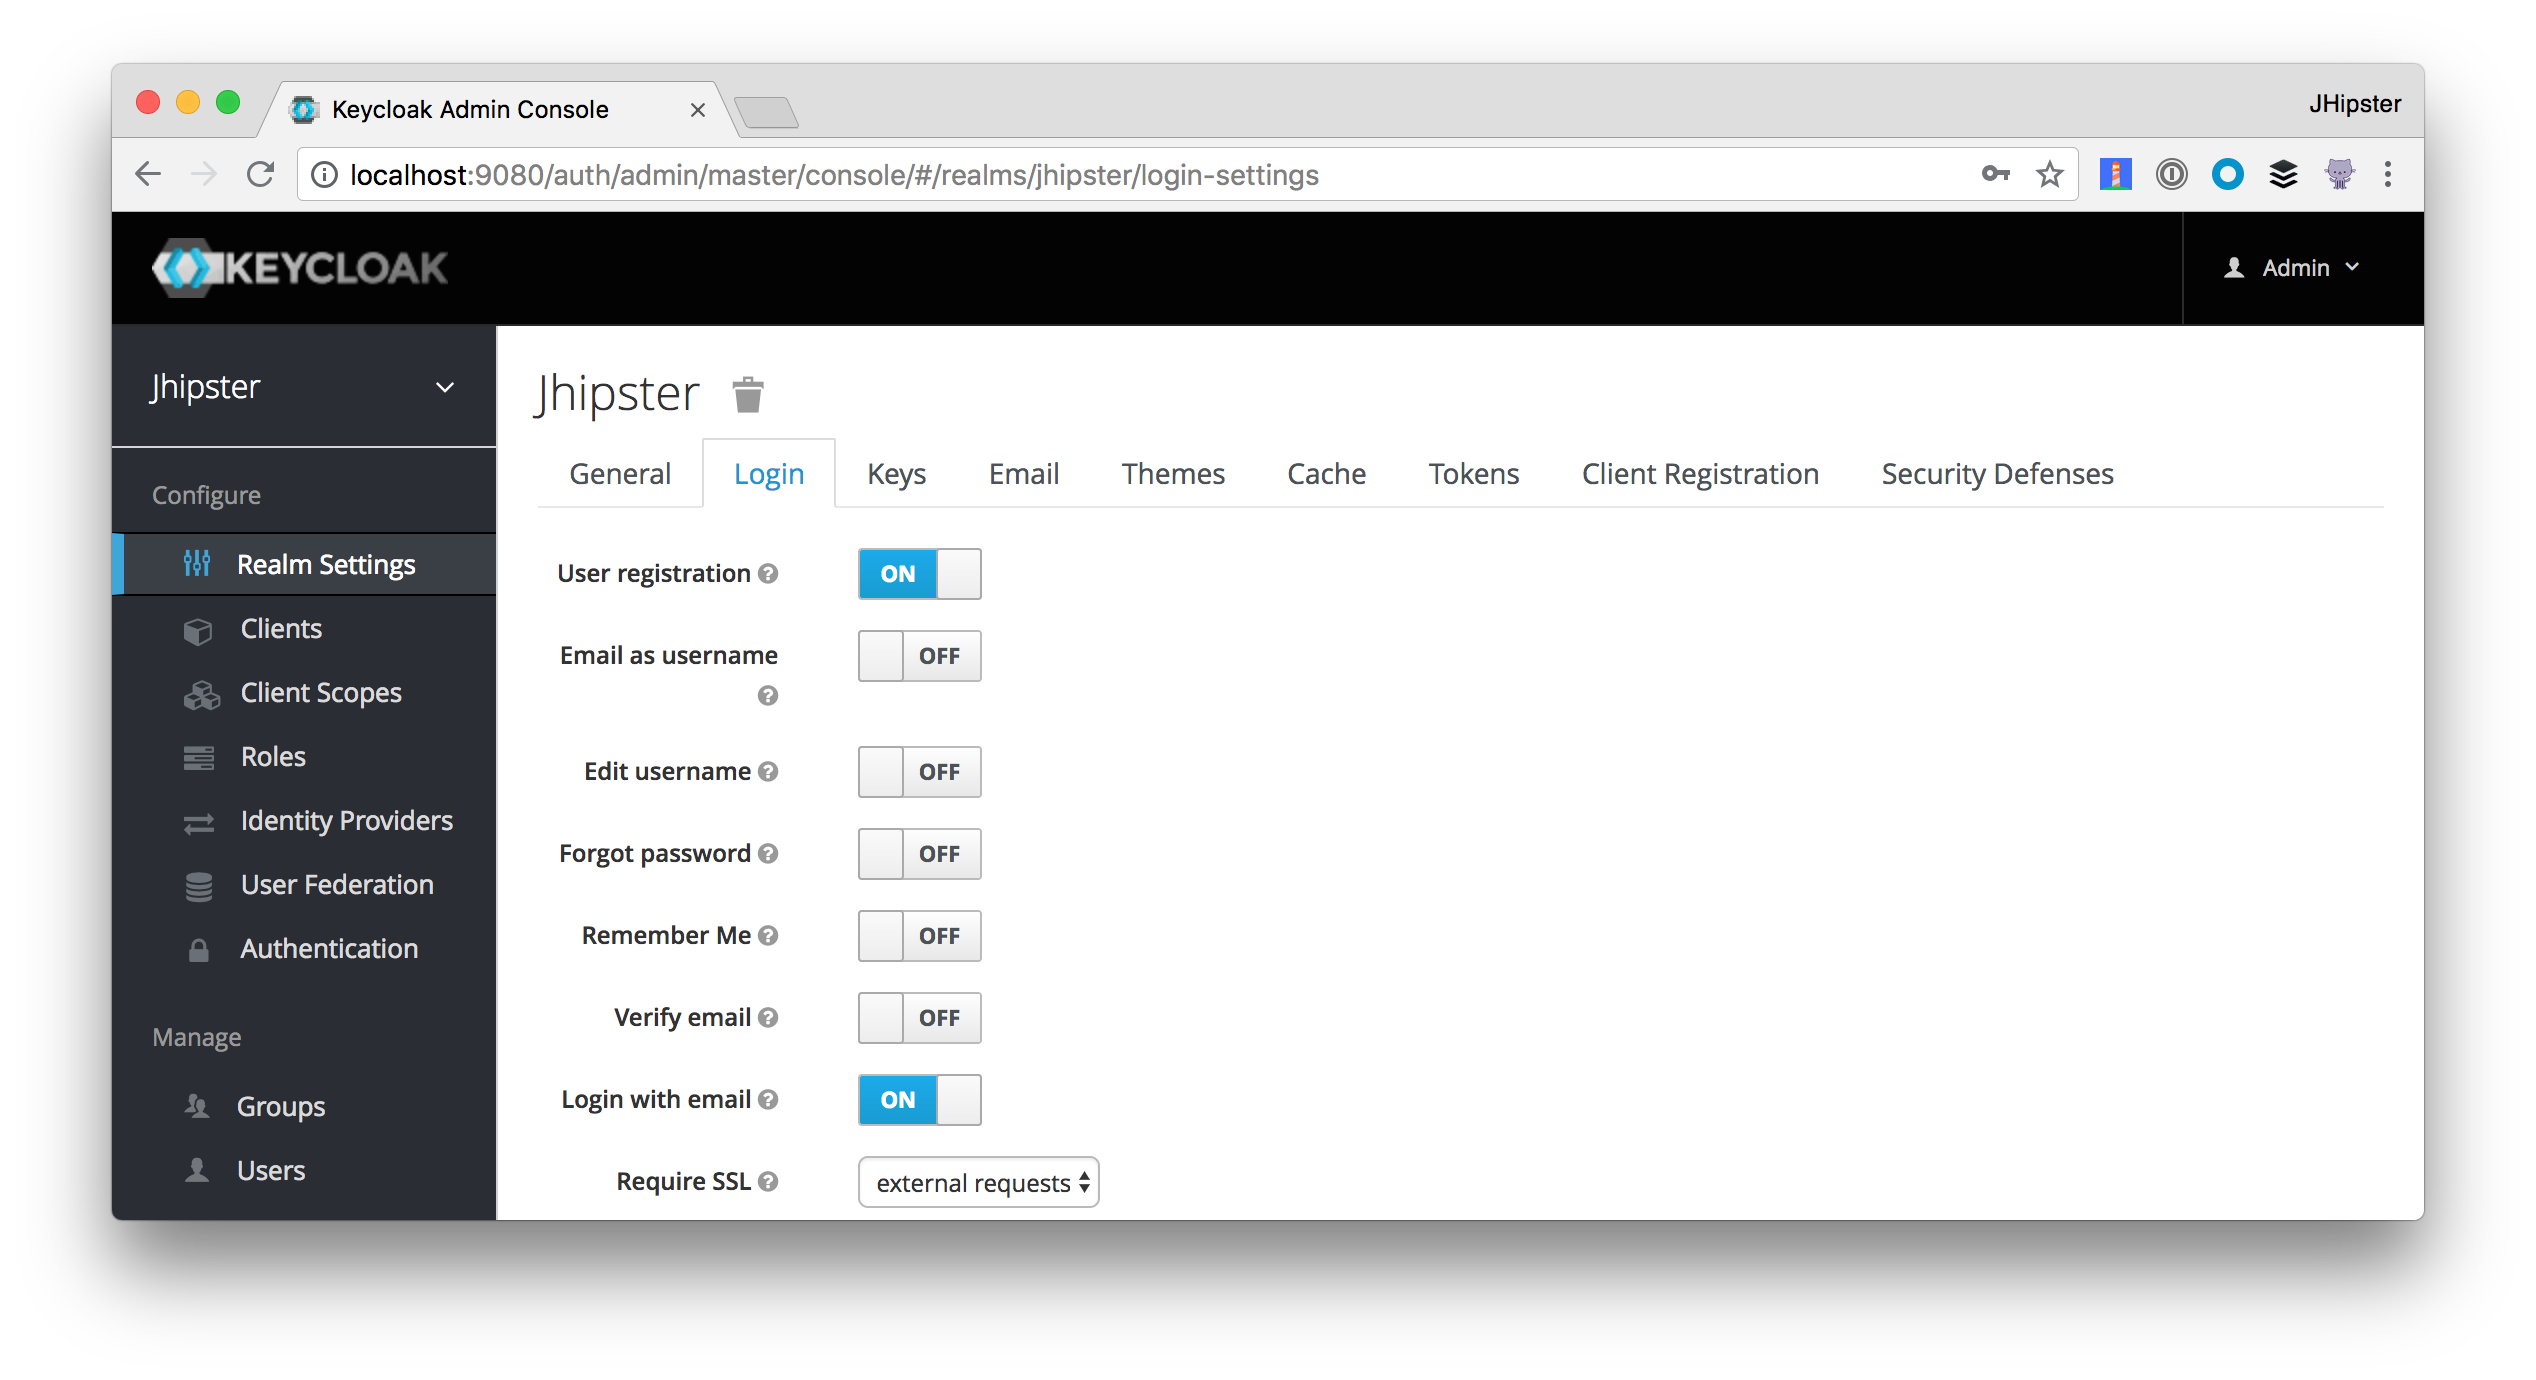 Keycloak Admin Console
JHipster
localhost:9080/auth/admin/master/console/#/realms/jhipster/login-settings
KEYCLOAK
Admin
Jhipster
Configure
Realm Settings
Clients
Client Scopes
Roles
Identity Providers
User Federation
Authentication
Manage
Groups
Users
Jhipster
General Login Keys Email Themes Cache Tokens Client Registration Security Defenses
User registration ON
Email as username OFF
Edit username OFF
Forgot password OFF
Remember Me OFF
Verify email OFF
Login with email ON
Require SSL external requests